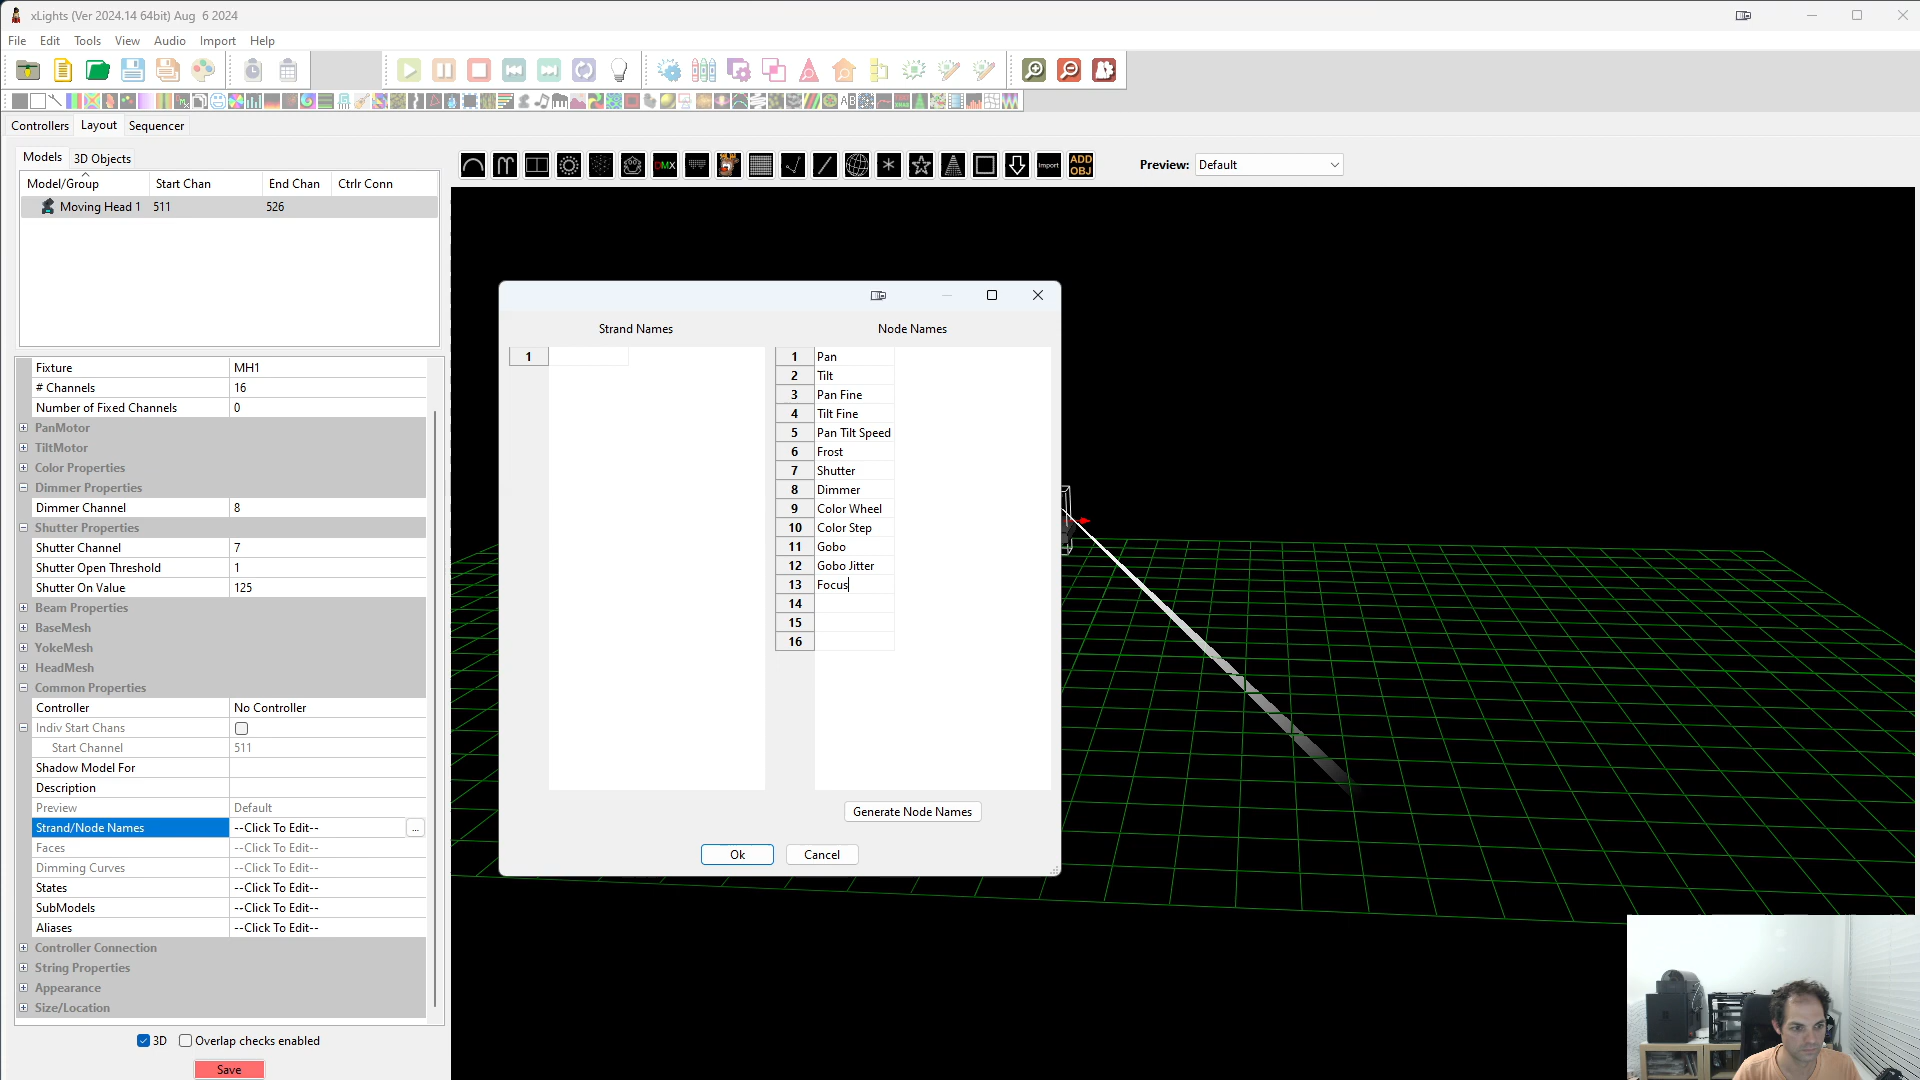 xLights (Ver 2024.14 64bit) Aug 6 2024
File Edit Tools View Audio Import Help
Controllers Layout Sequencer
Models 3D Objects
DMX
Import
ADD OBJ
Preview: Default
Model/Group Start Chan End Chan Ctrlr Conn
Moving Head 1 511 526
Fixture MH1
# Channels 16
Number of Fixed Channels 0
PanMotor
TiltMotor
Color Properties
Dimmer Properties
Dimmer Channel 8
Shutter Properties
Shutter Channel 7
Shutter Open Threshold 1
Shutter On Value 125
Beam Properties
BaseMesh
YokeMesh
HeadMesh
Common Properties
Controller No Controller
Indiv Start Chans
Start Channel 511
Shadow Model For
Description
Preview Default
Strand/Node Names --Click To Edit-- ...
Faces --Click To Edit--
Dimming Curves --Click To Edit--
States --Click To Edit--
SubModels --Click To Edit--
Aliases --Click To Edit--
Controller Connection
String Properties
Appearance
Size/Location
3D Overlap checks enabled
Save
Strand Names Node Names
1
1 Pan
2 Tilt
3 Pan Fine
4 Tilt Fine
5 Pan Tilt Speed
6 Frost
7 Shutter
8 Dimmer
9 Color Wheel
10 Color Step
11 Gobo
12 Gobo Jitter
13 Focus
14
15
16
Generate Node Names
Ok Cancel